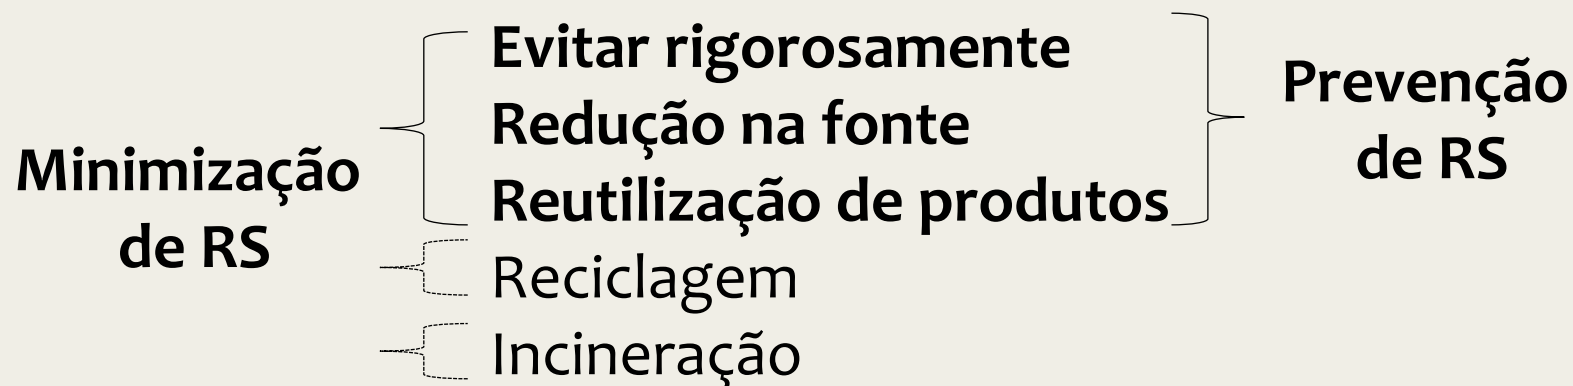 Minimização
de RS
Evitar rigorosamente
Redução na fonte
Reutilização de produtos
Reciclagem
Incineração
Prevenção
de RS